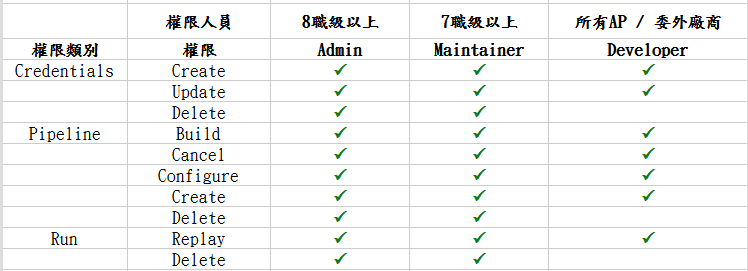 權限人員 8職級以上 7職級以上 所有AP / 委外廠商
權限類別 權限 Admin Maintainer Developer
Credentials Create ✓ ✓ ✓
Update ✓ ✓ ✓
Delete ✓ ✓
Pipeline Build ✓ ✓ ✓
Cancel ✓ ✓ ✓
Configure ✓ ✓ ✓
Create ✓ ✓ ✓
Delete ✓ ✓
Run Replay ✓ ✓ ✓
Delete ✓ ✓